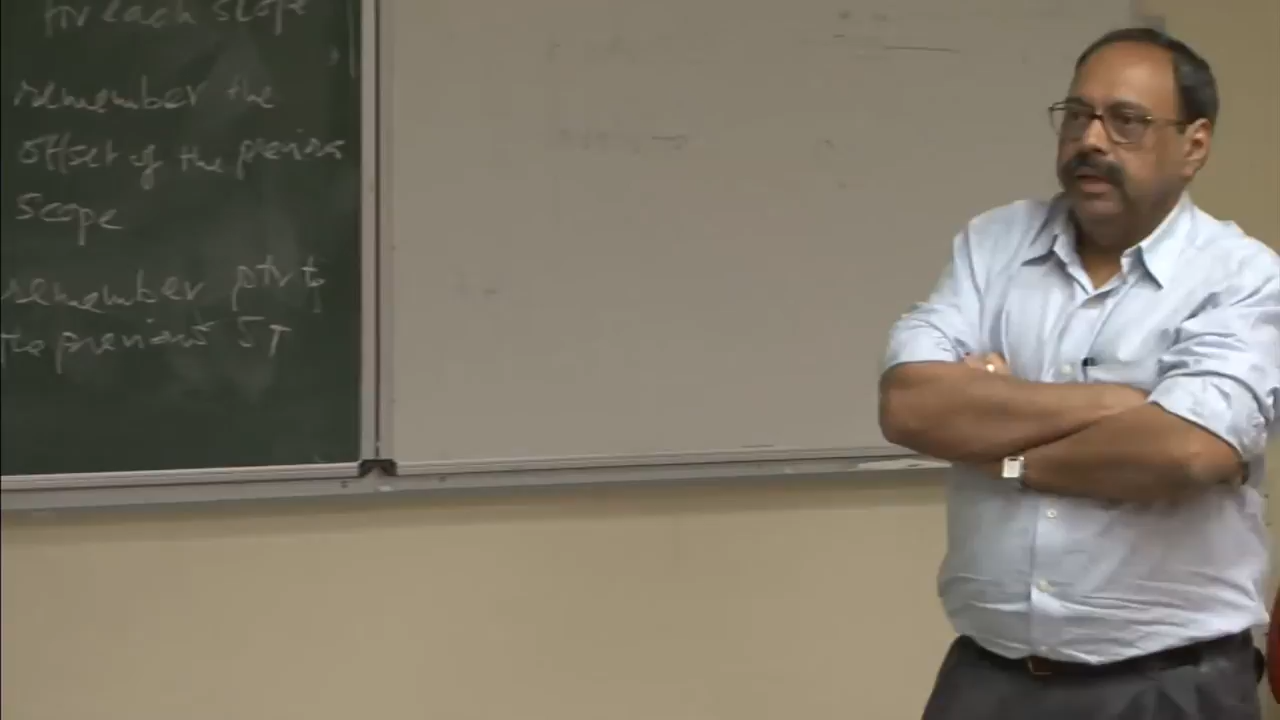 for each scope
remember the
offset of the previous
scope
remember ptr to
the previous ST